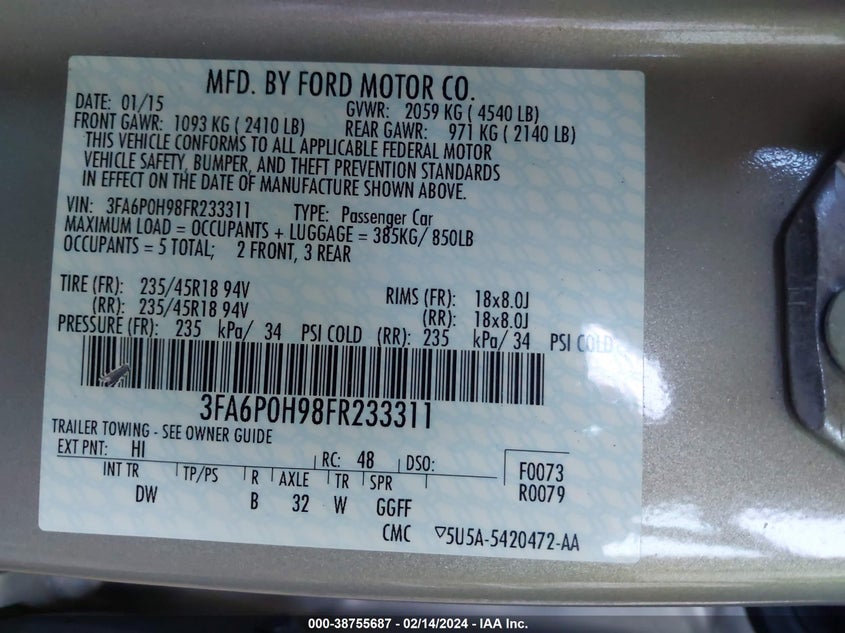 MFD. BY FORD MOTOR CO.
DATE: 01/15 GVWR: 2059 KG ( 4540 LB)
FRONT GAWR: 1093 KG ( 2410 LB) REAR GAWR: 971 KG ( 2140 LB)
THIS VEHICLE CONFORMS TO ALL APPLICABLE FEDERAL MOTOR
VEHICLE SAFETY, BUMPER, AND THEFT PREVENTION STANDARDS
IN EFFECT ON THE DATE OF MANUFACTURE SHOWN ABOVE.
VIN: 3FA6P0H98FR233311 TYPE: Passenger Car
MAXIMUM LOAD = OCCUPANTS + LUGGAGE = 385KG/ 850LB
OCCUPANTS = 5 TOTAL; 2 FRONT, 3 REAR
TIRE (FR): 235/45R18 94V RIMS (FR): 18x8.0J
(RR): 235/45R18 94V (RR): 18x8.0J
PRESSURE (FR): 235 kPa/ 34 PSI COLD (RR): 235 kPa/ 34 PSI COLD
3FA6P0H98FR233311
TRAILER TOWING - SEE OWNER GUIDE
EXT PNT: HI RC: 48 DSO: F0073
INT TR TP/PS R AXLE TR SPR R0079
DW B 32 W GGFF
CMC ▽5U5A-5420472-AA
000-38755687 - 02/14/2024 - IAA Inc.